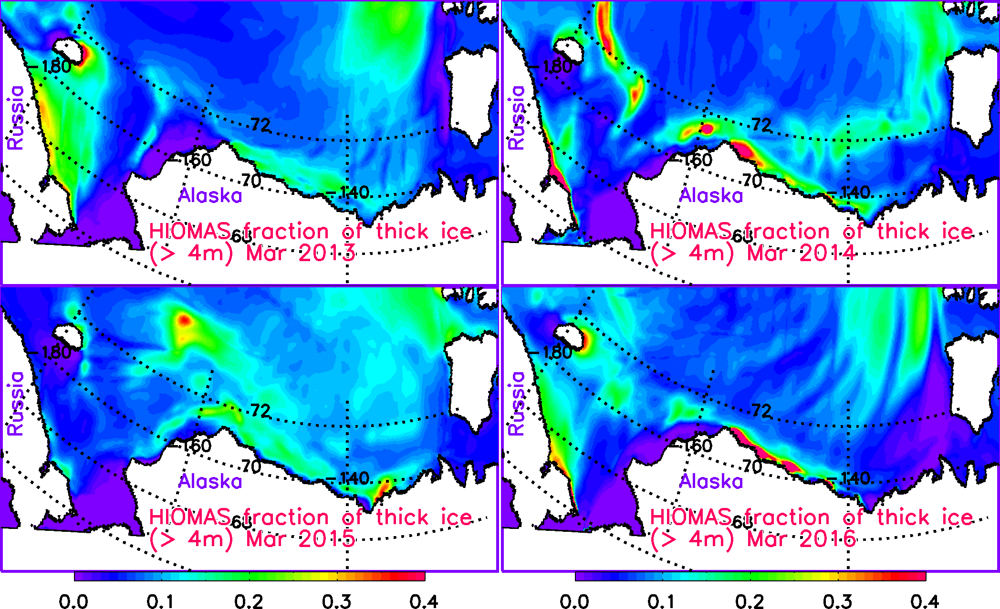 180
Russia
72
160
70
Alaska
140
68
HIOMAS fraction of thick ice
(> 4m) Mar 2013
180
Russia
72
160
70
Alaska
140
68
HIOMAS fraction of thick ice
(> 4m) Mar 2014
180
Russia
72
160
70
Alaska
140
68
HIOMAS fraction of thick ice
(> 4m) Mar 2015
180
Russia
72
160
70
Alaska
140
68
HIOMAS fraction of thick ice
(> 4m) Mar 2016
0.0 0.1 0.2 0.3 0.4
0.0 0.1 0.2 0.3 0.4